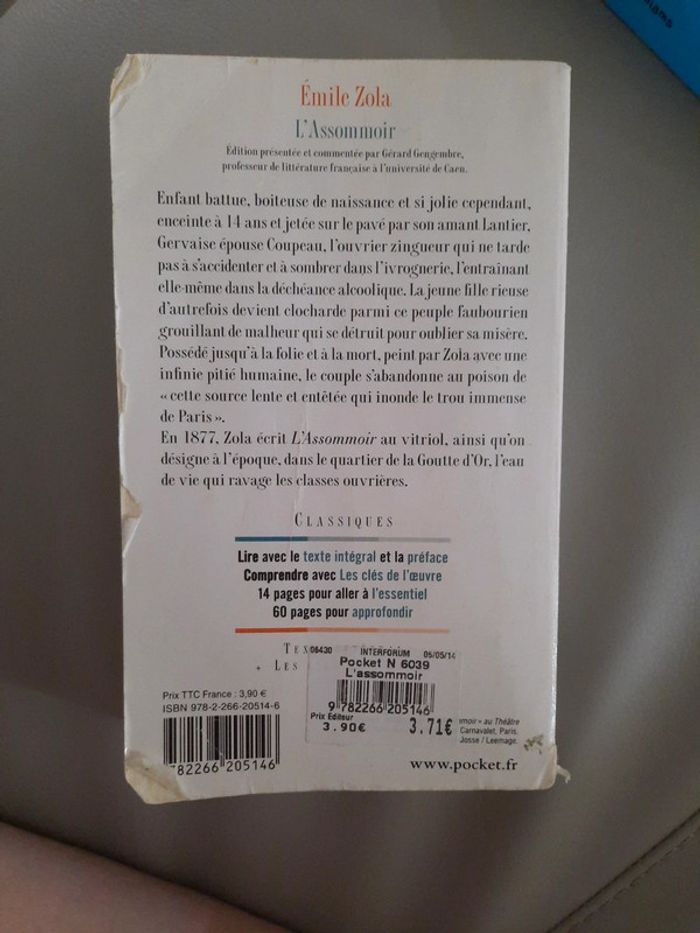 Émile Zola
L'Assommoir
Édition présentée et commentée par Gérard Gengembre,
professeur de littérature française à l'université de Caen.
Enfant battue, boiteuse de naissance et si jolie cependant,
enceinte à 14 ans et jetée sur le pavé par son amant Lantier,
Gervaise épouse Coupeau, l'ouvrier zingueur qui ne tarde
pas à s'accidenter et à sombrer dans l'ivrognerie, l'entraînant
elle-même dans la déchéance alcoolique. La jeune fille rieuse
d'autrefois devient clocharde parmi ce peuple faubourien
grouillant de malheur qui se détruit pour oublier sa misère.
Possédé jusqu'à la folie et à la mort, peint par Zola avec une
infinie pitié humaine, le couple s'abandonne au poison de
« cette source lente et entêtée qui inonde le trou immense
de Paris ».
En 1877, Zola écrit L'Assommoir au vitriol, ainsi qu'on
désigne à l'époque, dans le quartier de la Goutte d'Or, l'eau
de vie qui ravage les classes ouvrières.
CLASSIQUES
Lire avec le texte intégral et la préface
Comprendre avec Les clés de l'œuvre
14 pages pour aller à l'essentiel
60 pages pour approfondir
+ LES
06430 INTERFORUM 05/05/14
Pocket N 6039
L'assommoir
9 782266 205146
Prix Editeur
3.90€ 3.71€
Prix TTC France : 3,90 €
ISBN 978-2-266-20514-6
782266 205146
moir » au Théâtre
Carnavalet, Paris.
Josse / Leemage.
www.pocket.fr